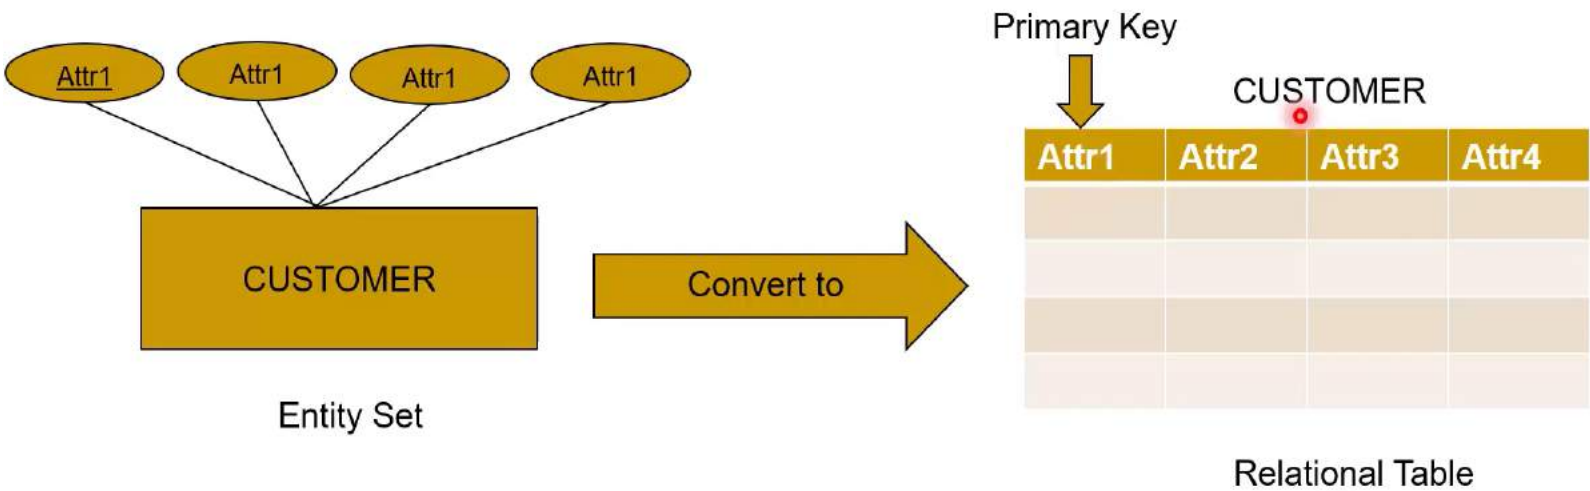 Primary Key
Attr1 Attr1 Attr1 Attr1
CUSTOMER
Attr1 Attr2 Attr3 Attr4
CUSTOMER
Convert to
Entity Set
Relational Table